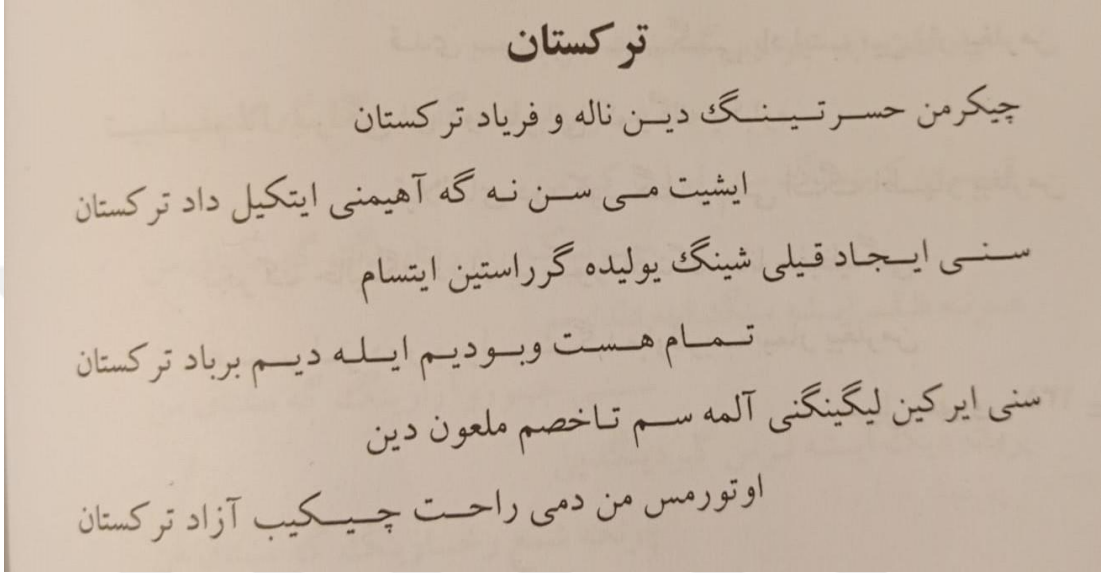 ترکستان
چیکرمن حسرتینگ دین ناله و فریاد ترکستان
ایشیت می سن نه گه آهیمنی ایتکیل داد ترکستان
سنی ایجاد قیلی شینگ یولیده گرراستین ایتسام
تمام هست وبودیم ایله دیم برباد ترکستان
سنی ایرکین لیگینگنی آلمه سم تاخصم ملعون دین
اوتورمس من دمی راحت چیکیب آزاد ترکستان